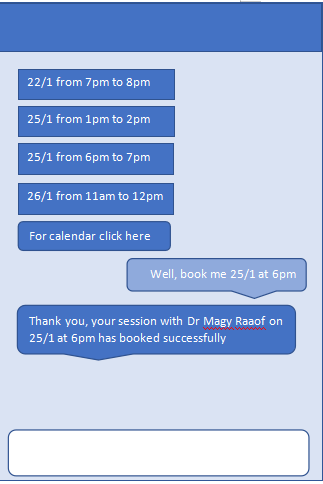 22/1 from 7pm to 8pm
25/1 from 1pm to 2pm
25/1 from 6pm to 7pm
26/1 from 11am to 12pm
For calendar click here
Well, book me 25/1 at 6pm
Thank you, your session with Dr Magy Raaof on
25/1 at 6pm has booked successfully